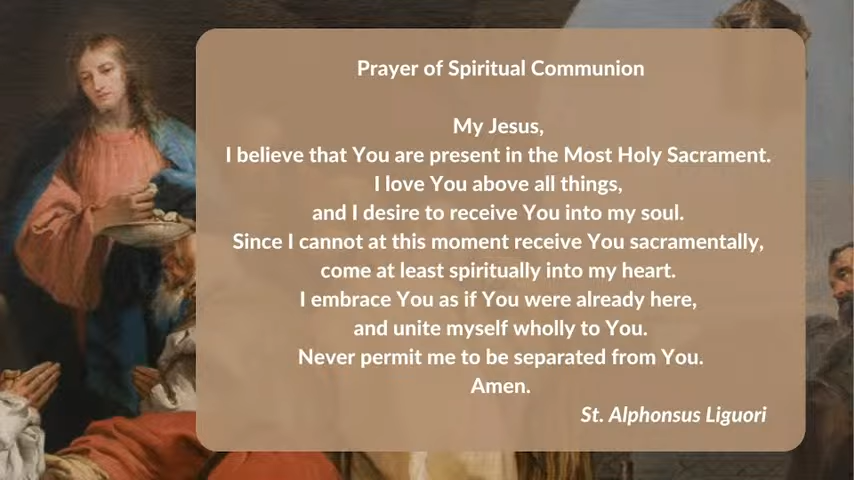 Prayer of Spiritual Communion
My Jesus,
I believe that You are present in the Most Holy Sacrament.
I love You above all things,
and I desire to receive You into my soul.
Since I cannot at this moment receive You sacramentally,
come at least spiritually into my heart.
I embrace You as if You were already here,
and unite myself wholly to You.
Never permit me to be separated from You.
Amen.
St. Alphonsus Liguori